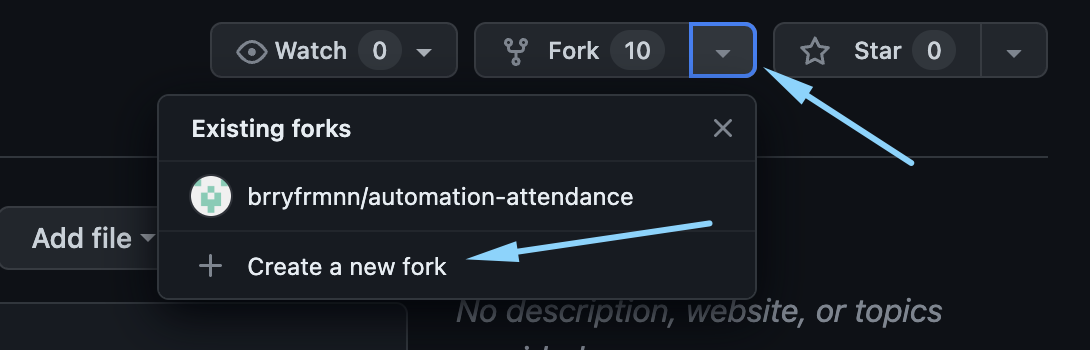 Watch 0 Fork 10 Star 0
Existing forks
brryfrmnn/automation-attendance
Add file
Create a new fork
No description, website, or topics